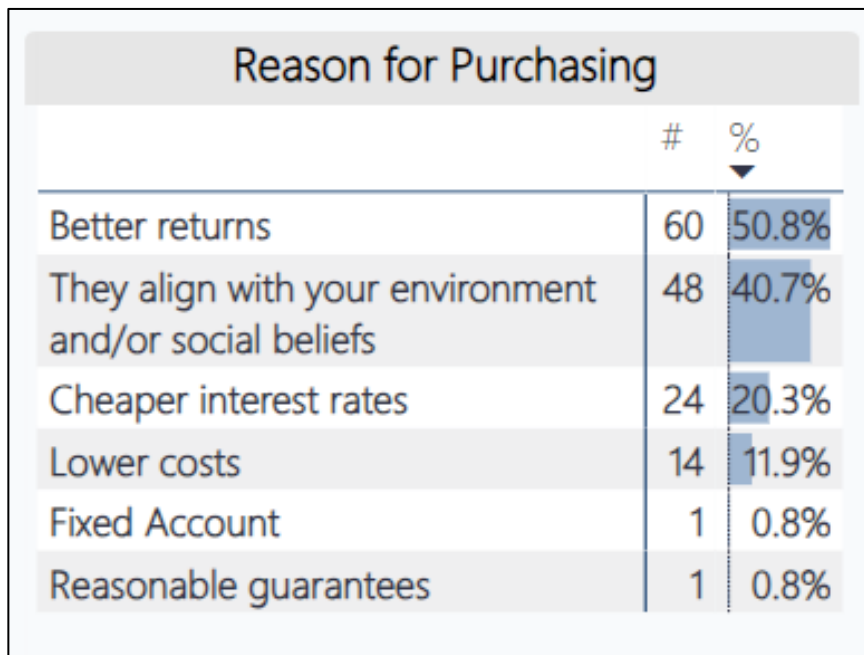 Reason for Purchasing
# %
Better returns 60 50.8%
They align with your environment 48 40.7%
and/or social beliefs
Cheaper interest rates 24 20.3%
Lower costs 14 11.9%
Fixed Account 1 0.8%
Reasonable guarantees 1 0.8%